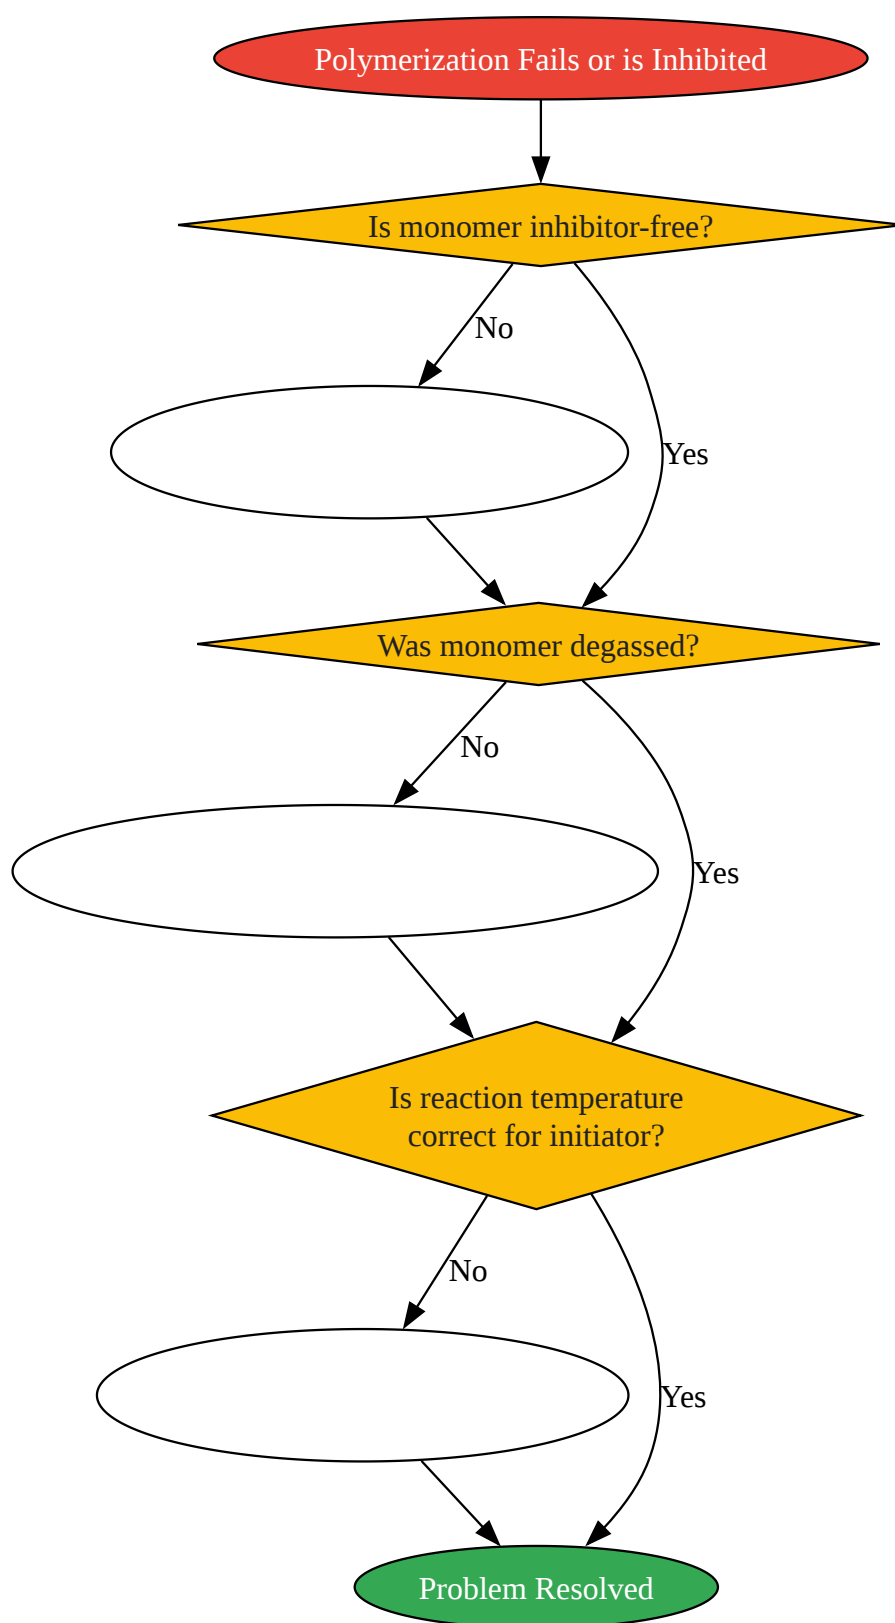 Polymerization Fails or is Inhibited
Is monomer inhibitor-free?
No
Yes
Was monomer degassed?
No
Yes
Is reaction temperature
correct for initiator?
No
Yes
Problem Resolved